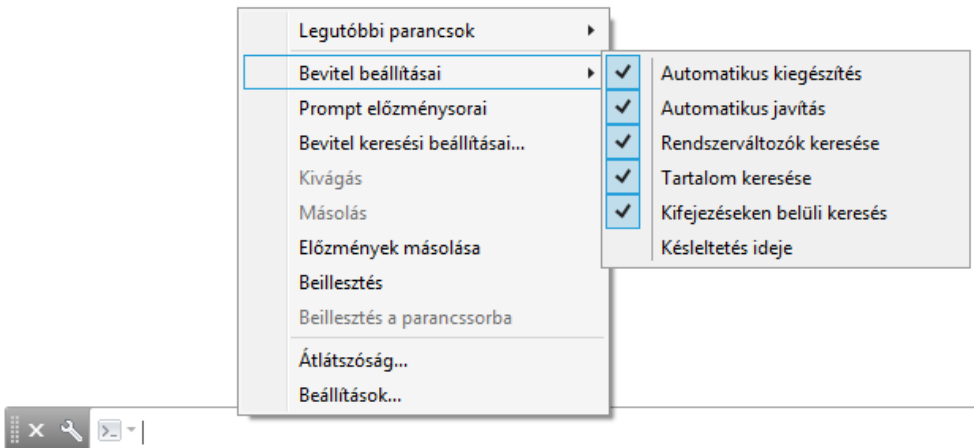 Legutóbbi parancsok
Bevitel beállításai
Prompt előzménysorai
Bevitel keresési beállításai...
Kivágás
Másolás
Előzmények másolása
Beillesztés
Beillesztés a parancssorba
Átlátszóság...
Beállítások...
Automatikus kiegészítés
Automatikus javítás
Rendszerváltozók keresése
Tartalom keresése
Kifejezéseken belüli keresés
Késleltetés ideje